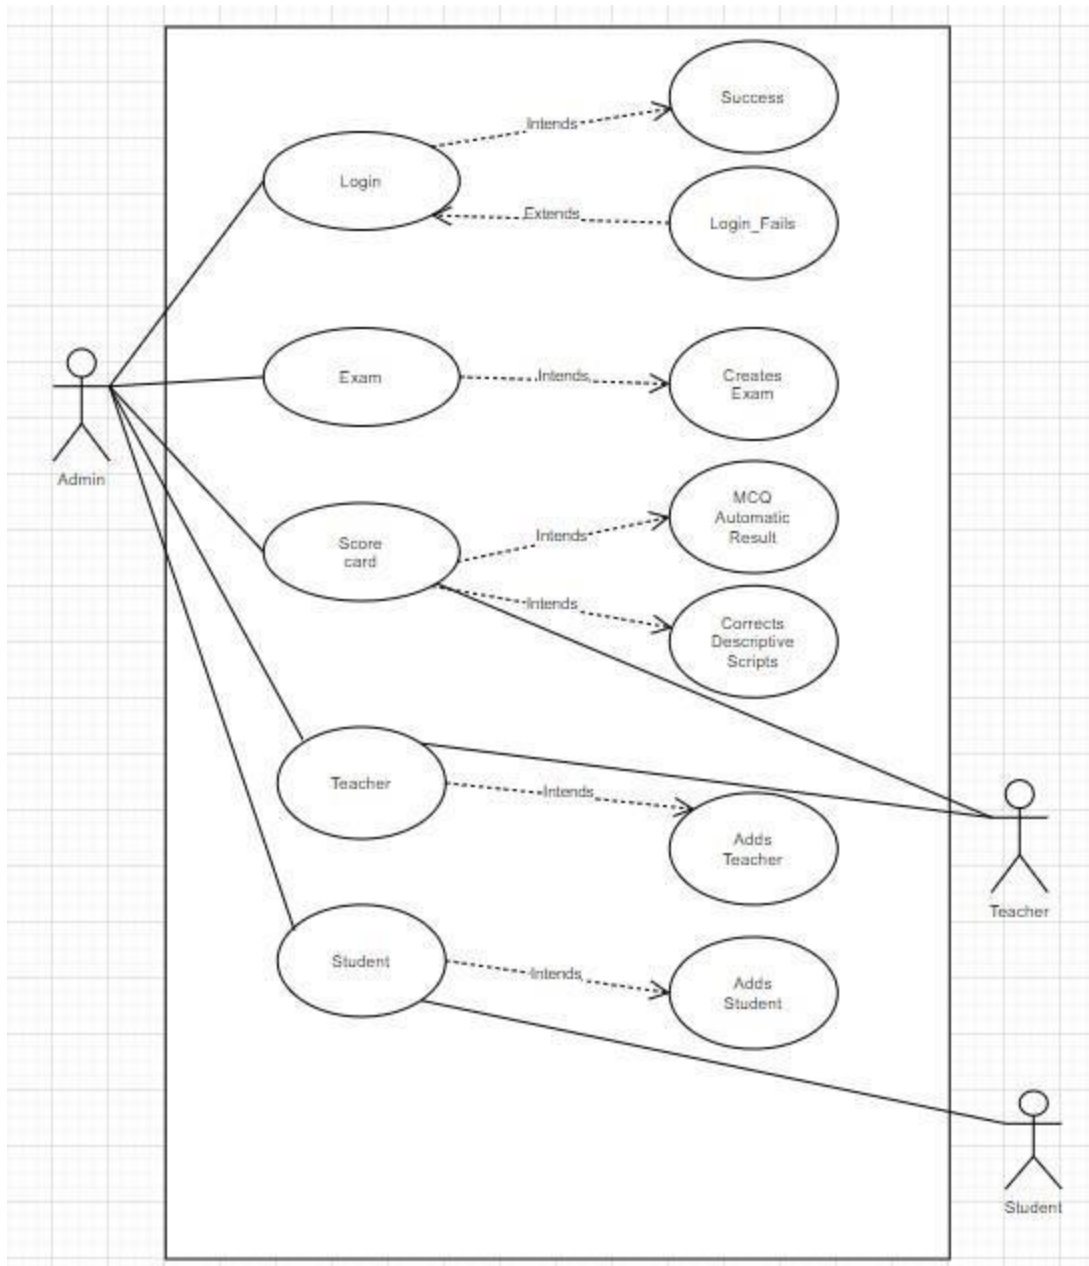 Success
Intends
Login
Extends
Login_Fails
Exam
Intends
Creates
Exam
Admin
MCQ
Automatic
Result
Intends
Score
card
Intends
Corrects
Descriptive
Scripts
Teacher
Intends
Adds
Teacher
Teacher
Student
Intends
Adds
Student
Student